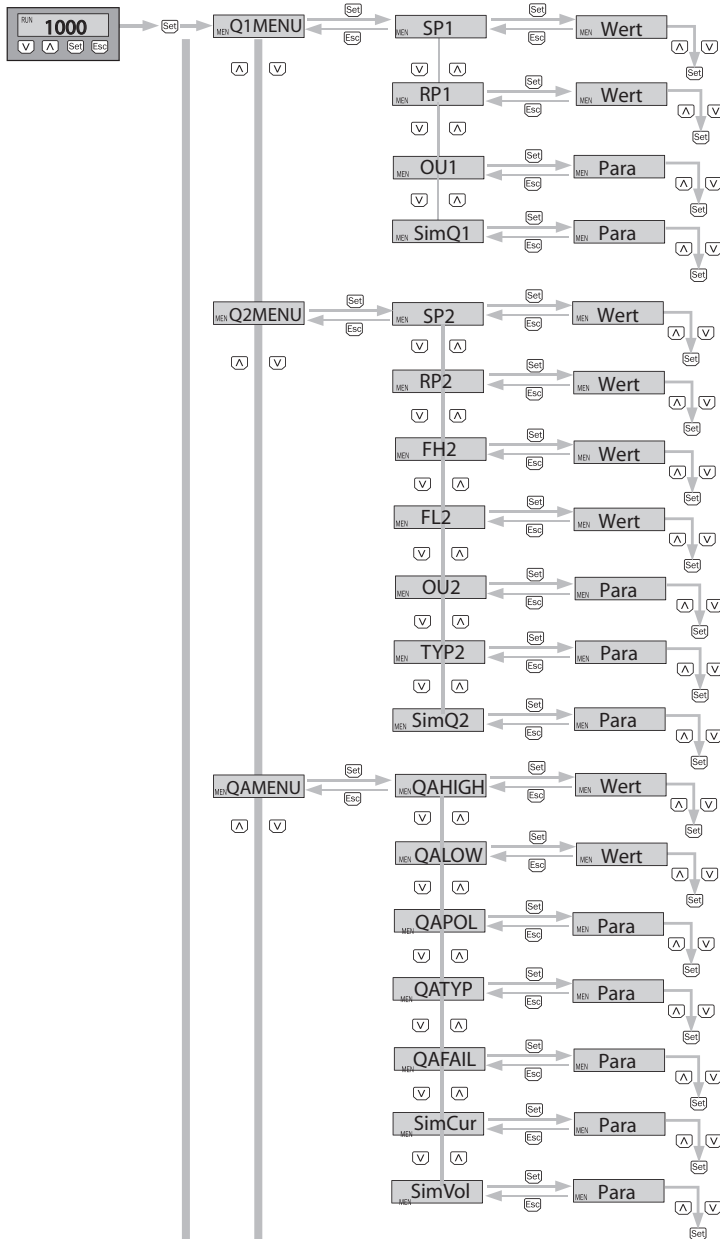 RUN 1000
V Λ Set Esc
Set
MEN Q1MENU
Set
Esc
MEN SP1
Set
Esc
MEN Wert
Λ V
Set
Λ V
V Λ
MEN RP1
Set
Esc
MEN Wert
Λ V
Set
V Λ
MEN OU1
Set
Esc
MEN Para
Λ V
Set
V Λ
MEN SimQ1
Set
Esc
MEN Para
Λ V
Set
MEN Q2MENU
Set
Esc
MEN SP2
Set
Esc
MEN Wert
Λ V
Set
Λ V
V Λ
MEN RP2
Set
Esc
MEN Wert
Λ V
Set
V Λ
MEN FH2
Set
Esc
MEN Wert
Λ V
Set
V Λ
MEN FL2
Set
Esc
MEN Wert
Λ V
Set
V Λ
MEN OU2
Set
Esc
MEN Para
Λ V
Set
V Λ
MEN TYP2
Set
Esc
MEN Para
Λ V
Set
V Λ
MEN SimQ2
Set
Esc
MEN Para
Λ V
Set
MEN QAMENU
Set
Esc
MEN QAHIGH
Set
Esc
MEN Wert
Λ V
Set
Λ V
V Λ
MEN QALOW
Set
Esc
MEN Wert
Λ V
Set
V Λ
MEN QAPOL
Set
Esc
MEN Para
Λ V
Set
V Λ
MEN QATYP
Set
Esc
MEN Para
Λ V
Set
V Λ
MEN QAFAIL
Set
Esc
MEN Para
Λ V
Set
V Λ
MEN SimCur
Set
Esc
MEN Para
Λ V
Set
V Λ
MEN SimVol
Set
Esc
MEN Para
Λ V
Set